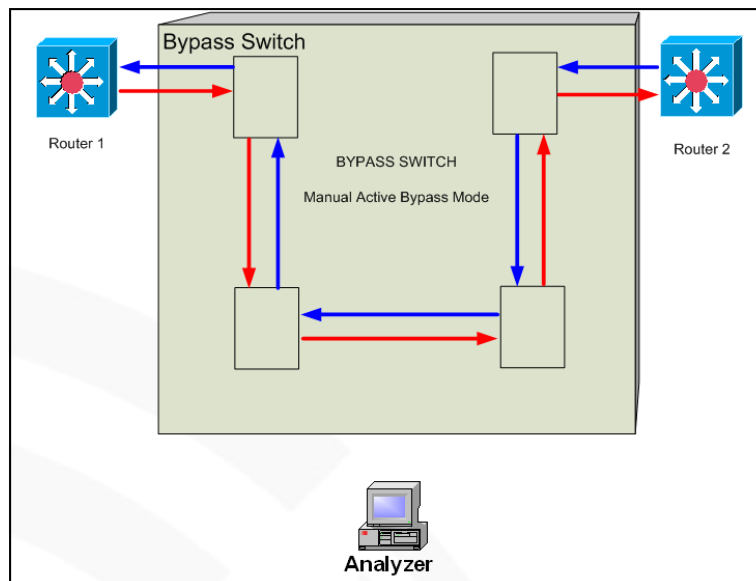 Bypass Switch
Router 1
Router 2
BYPASS SWITCH
Manual Active Bypass Mode
Analyzer